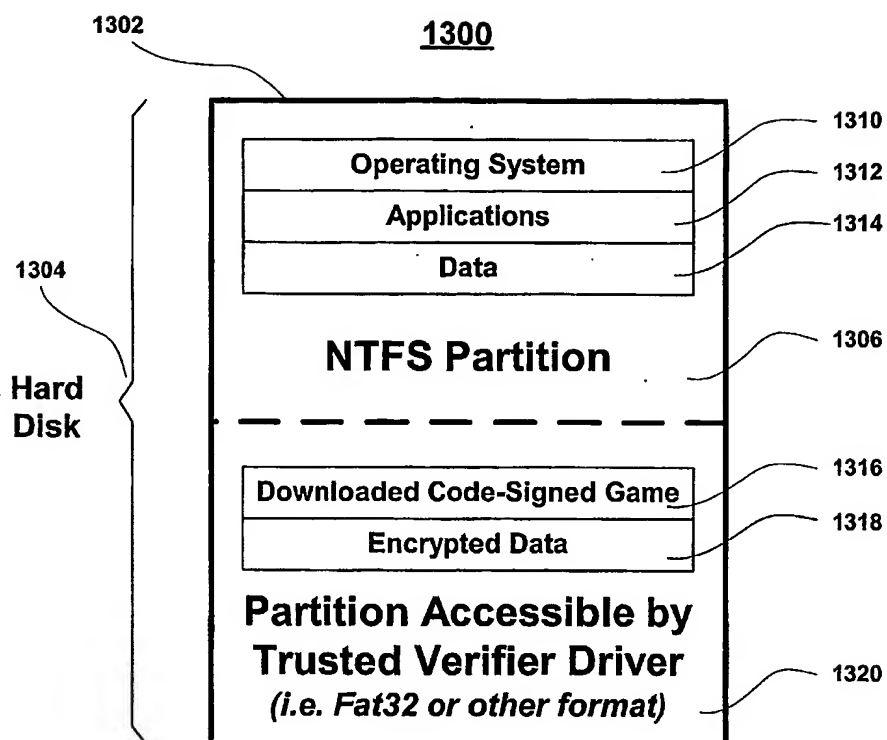 1300
1302
1310
Operating System
1312
Applications
1314
Data
1304
NTFS Partition
1306
Hard
Disk
1316
Downloaded Code-Signed Game
1318
Encrypted Data
Partition Accessible by
Trusted Verifier Driver
(i.e. Fat32 or other format)
1320